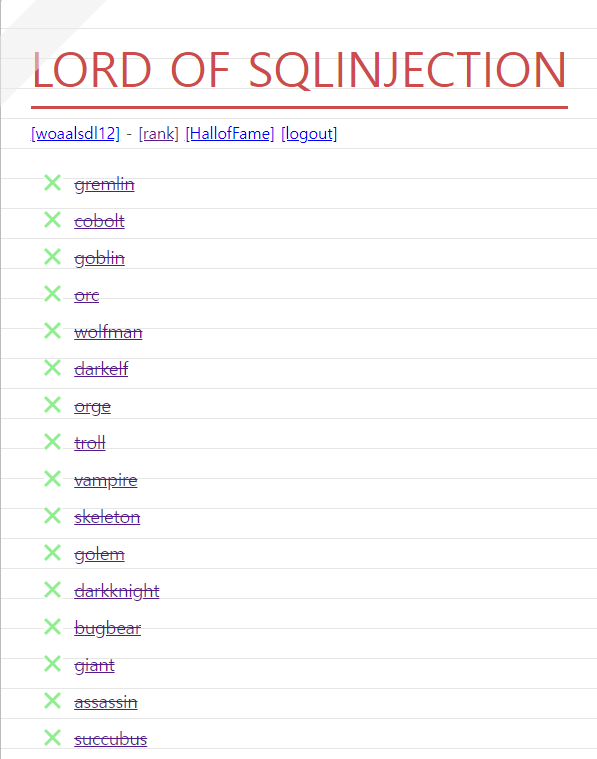 LORD OF SQLINJECTION
[woaalsdl12] - [rank] [HallofFame] [logout]
gremlin
cobolt
goblin
orc
wolfman
darkelf
orge
troll
vampire
skeleton
golem
darkknight
bugbear
giant
assassin
succubus